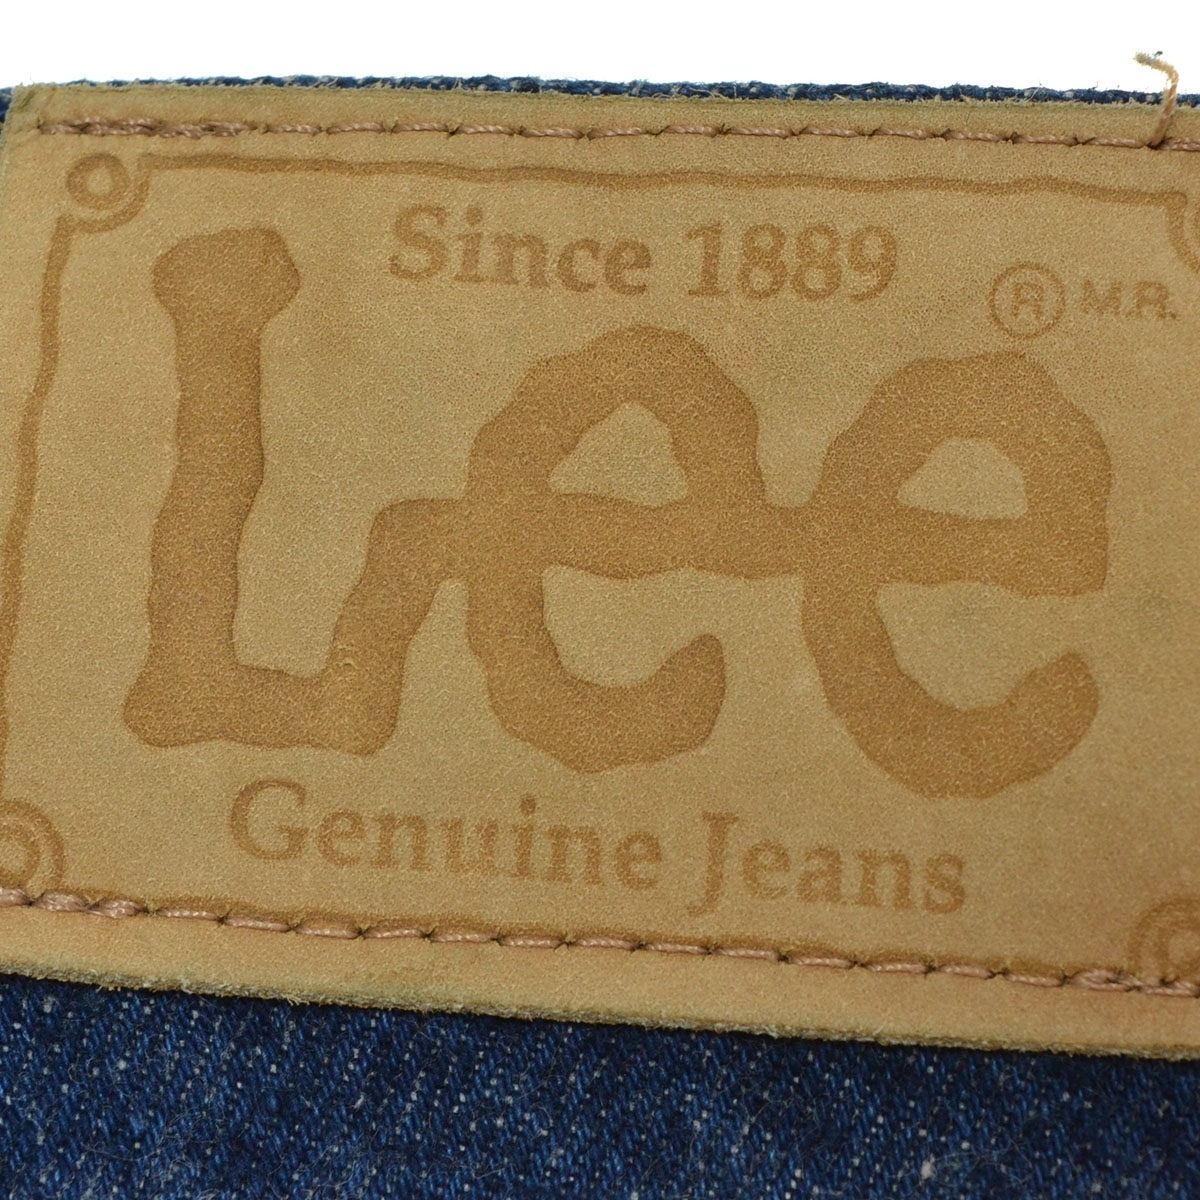 Since 1889
® M.R.
Lee
Genuine Jeans